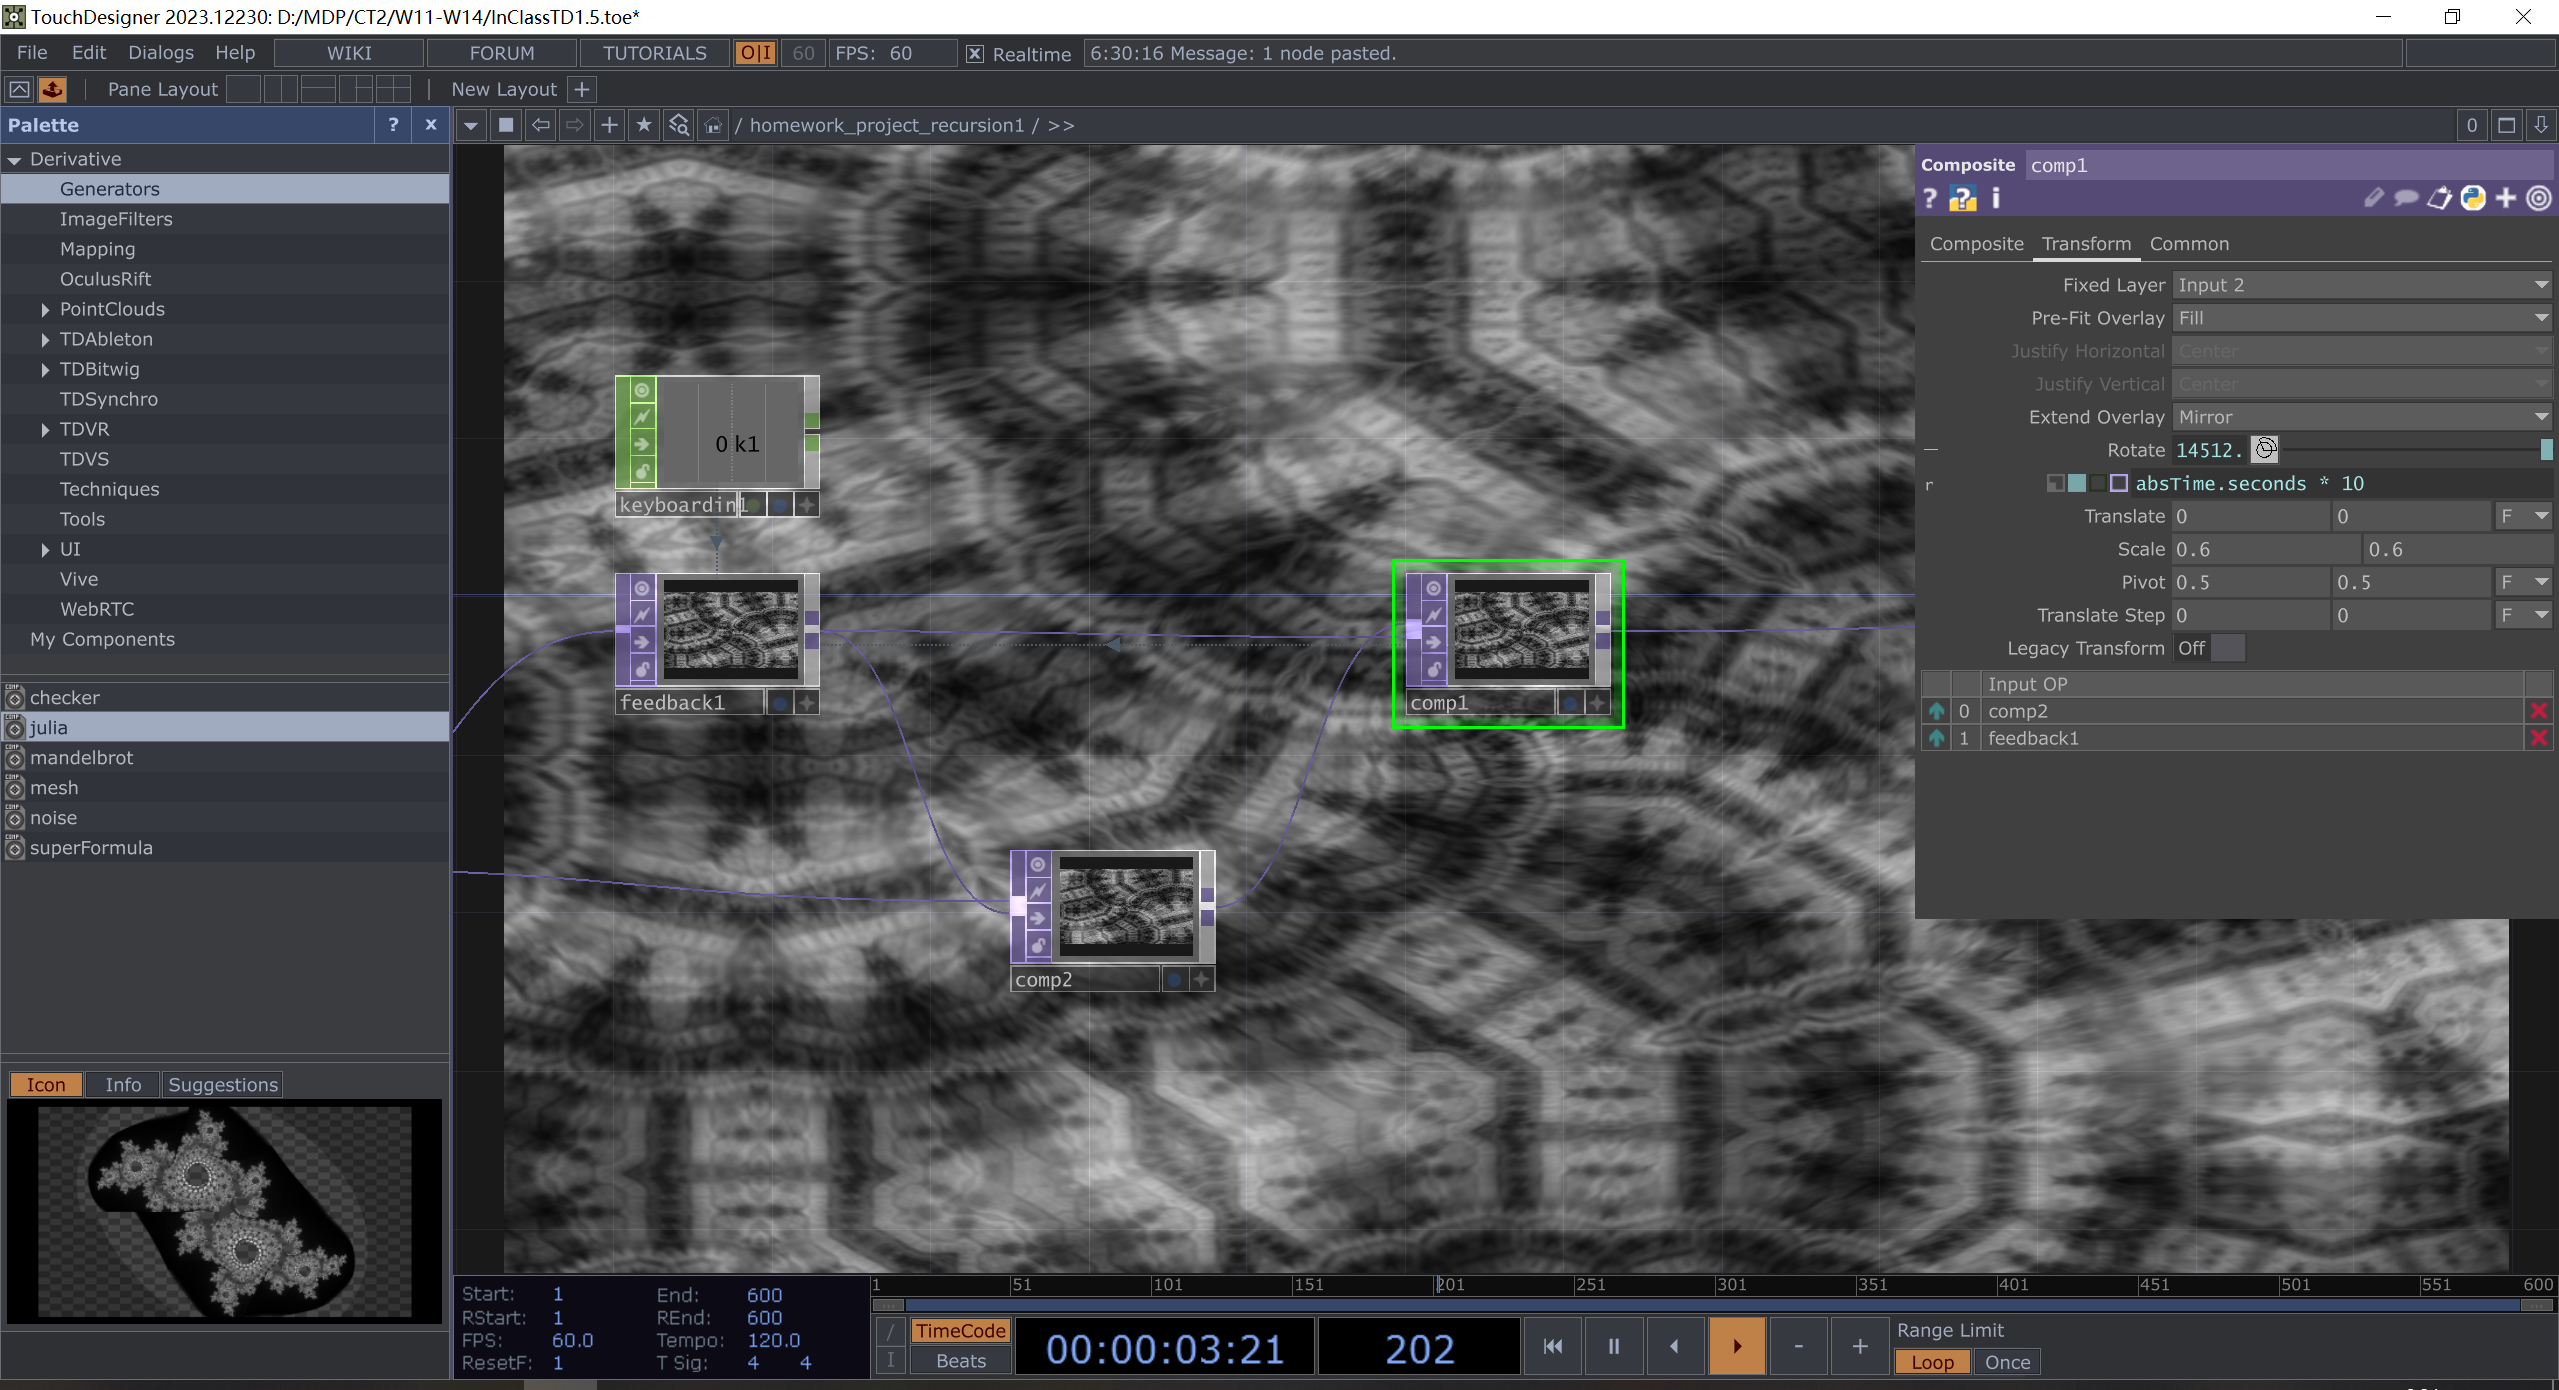 TouchDesigner 2023.12230: D:/MDP/CT2/W11-W14/InClassTD1.5.toe*
File Edit Dialogs Help WIKI FORUM TUTORIALS O|I 60 FPS: 60 Realtime 6:30:16 Message: 1 node pasted.
Pane Layout New Layout +
Palette ? x / homework_project_recursion1 / >> 0
Derivative
Generators
ImageFilters
Mapping
OculusRift
PointClouds
TDAbleton
TDBitwig
TDSynchro
TDVR
TDVS
Techniques
Tools
UI
Vive
WebRTC
My Components
checker
julia
mandelbrot
mesh
noise
superFormula
Icon Info Suggestions
0 k1
keyboardin1
feedback1
comp1
comp2
Composite comp1
? ? i
Composite Transform Common
Fixed Layer Input 2
Pre-Fit Overlay Fill
Justify Horizontal Center
Justify Vertical Center
Extend Overlay Mirror
Rotate 14512.
r absTime.seconds * 10
Translate 0 0 F
Scale 0.6 0.6
Pivot 0.5 0.5 F
Translate Step 0 0 F
Legacy Transform Off
Input OP
0 comp2
1 feedback1
1 51 101 151 201 251 301 351 401 451 501 551 600
Start: 1 End: 600
RStart: 1 REnd: 600
FPS: 60.0 Tempo: 120.0
ResetF: 1 T Sig: 4 4
/ TimeCode
I Beats
00:00:03:21 202 - +
Range Limit
Loop Once